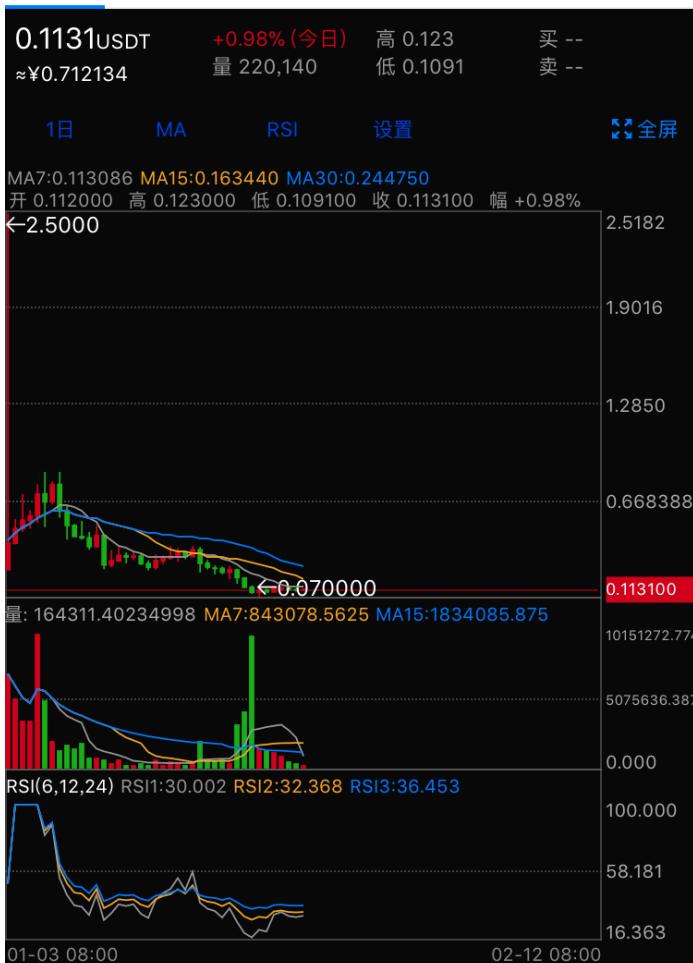 0.1131USDT +0.98% (今日) 高 0.123 买 --
≈¥0.712134 量 220,140 低 0.1091 卖 --
1日 MA RSI 设置 全屏
MA7:0.113086 MA15:0.163440 MA30:0.244750
开 0.112000 高 0.123000 低 0.109100 收 0.113100 幅 +0.98%
←2.5000 2.5182
1.9016
1.2850
0.668388
←0.070000 0.113100
量: 164311.40234998 MA7:843078.5625 MA15:1834085.875
10151272.774
5075636.387
0.000
RSI(6,12,24) RSI1:30.002 RSI2:32.368 RSI3:36.453
100.000
58.181
16.363
01-03 08:00 02-12 08:00